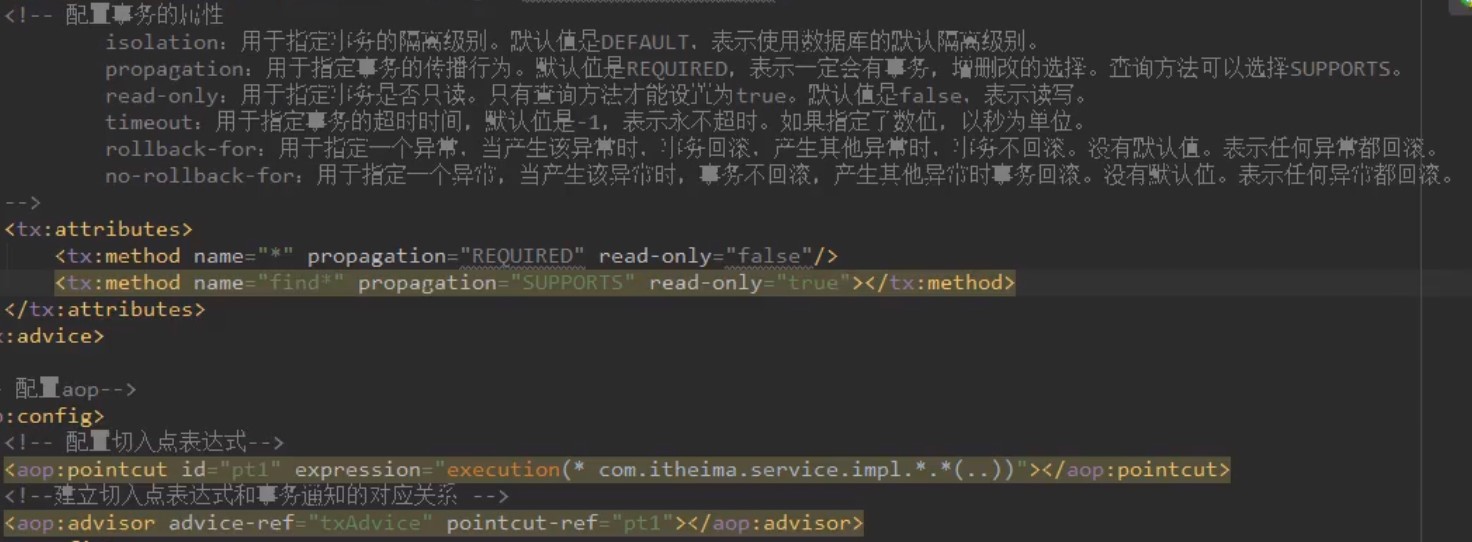 <!-- 配置事务的属性
isolation：用于指定事务的隔离级别。默认值是DEFAULT，表示使用数据库的默认隔离级别。
propagation：用于指定事务的传播行为。默认值是REQUIRED，表示一定会有事务，增删改的选择。查询方法可以选择SUPPORTS。
read-only：用于指定事务是否只读。只有查询方法才能设置为true。默认值是false，表示读写。
timeout：用于指定事务的超时时间，默认值是-1，表示永不超时。如果指定了数值，以秒为单位。
rollback-for：用于指定一个异常，当产生该异常时，事务回滚，产生其他异常时，事务不回滚。没有默认值。表示任何异常都回滚。
no-rollback-for：用于指定一个异常，当产生该异常时，事务不回滚，产生其他异常时事务回滚。没有默认值。表示任何异常都回滚。
-->
<tx:attributes>
<tx:method name="*" propagation="REQUIRED" read-only="false"/>
<tx:method name="find*" propagation="SUPPORTS" read-only="true"></tx:method>
</tx:attributes>
:advice>
配置aop-->
:config>
<!-- 配置切入点表达式-->
<aop:pointcut id="pt1" expression="execution(* com.itheima.service.impl.*.*(..))"></aop:pointcut>
<!--建立切入点表达式和事务通知的对应关系 -->
<aop:advisor advice-ref="txAdvice" pointcut-ref="pt1"></aop:advisor>